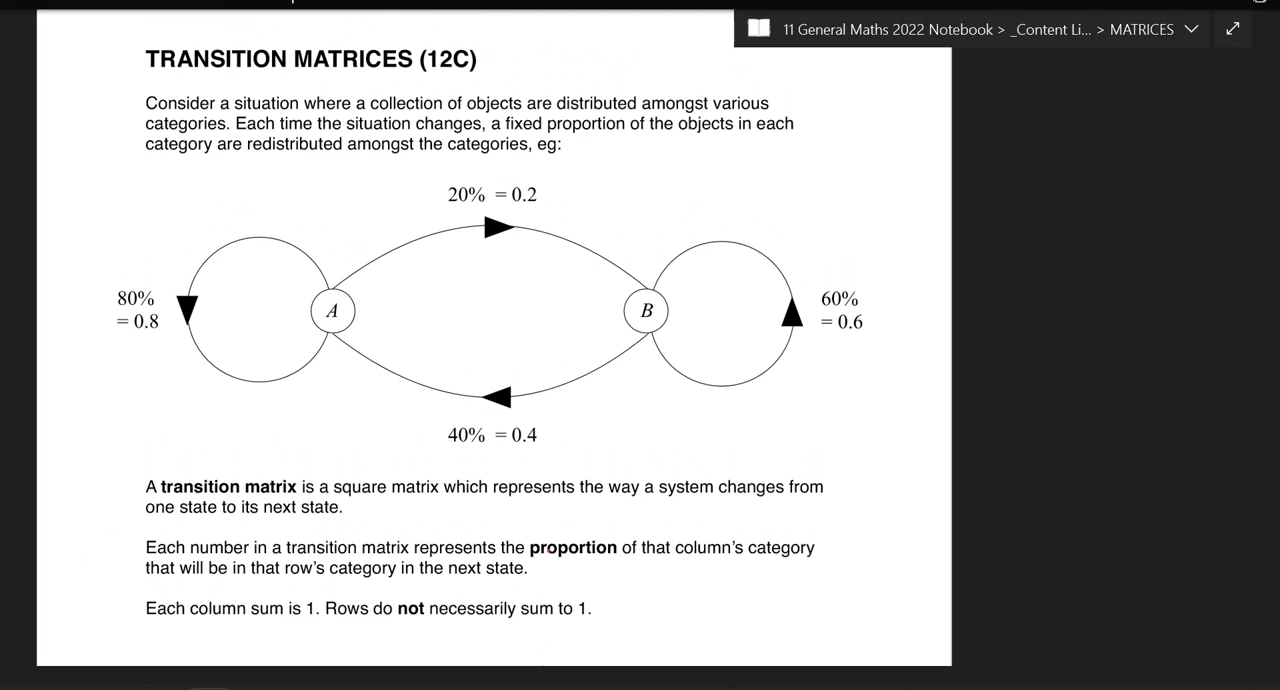 11 General Maths 2022 Notebook > _Content Li... > MATRICES
TRANSITION MATRICES (12C)
Consider a situation where a collection of objects are distributed amongst various
categories. Each time the situation changes, a fixed proportion of the objects in each
category are redistributed amongst the categories, eg:
20% = 0.2
80%
= 0.8
A
B
60%
= 0.6
40% = 0.4
A transition matrix is a square matrix which represents the way a system changes from
one state to its next state.
Each number in a transition matrix represents the proportion of that column's category
that will be in that row's category in the next state.
Each column sum is 1. Rows do not necessarily sum to 1.